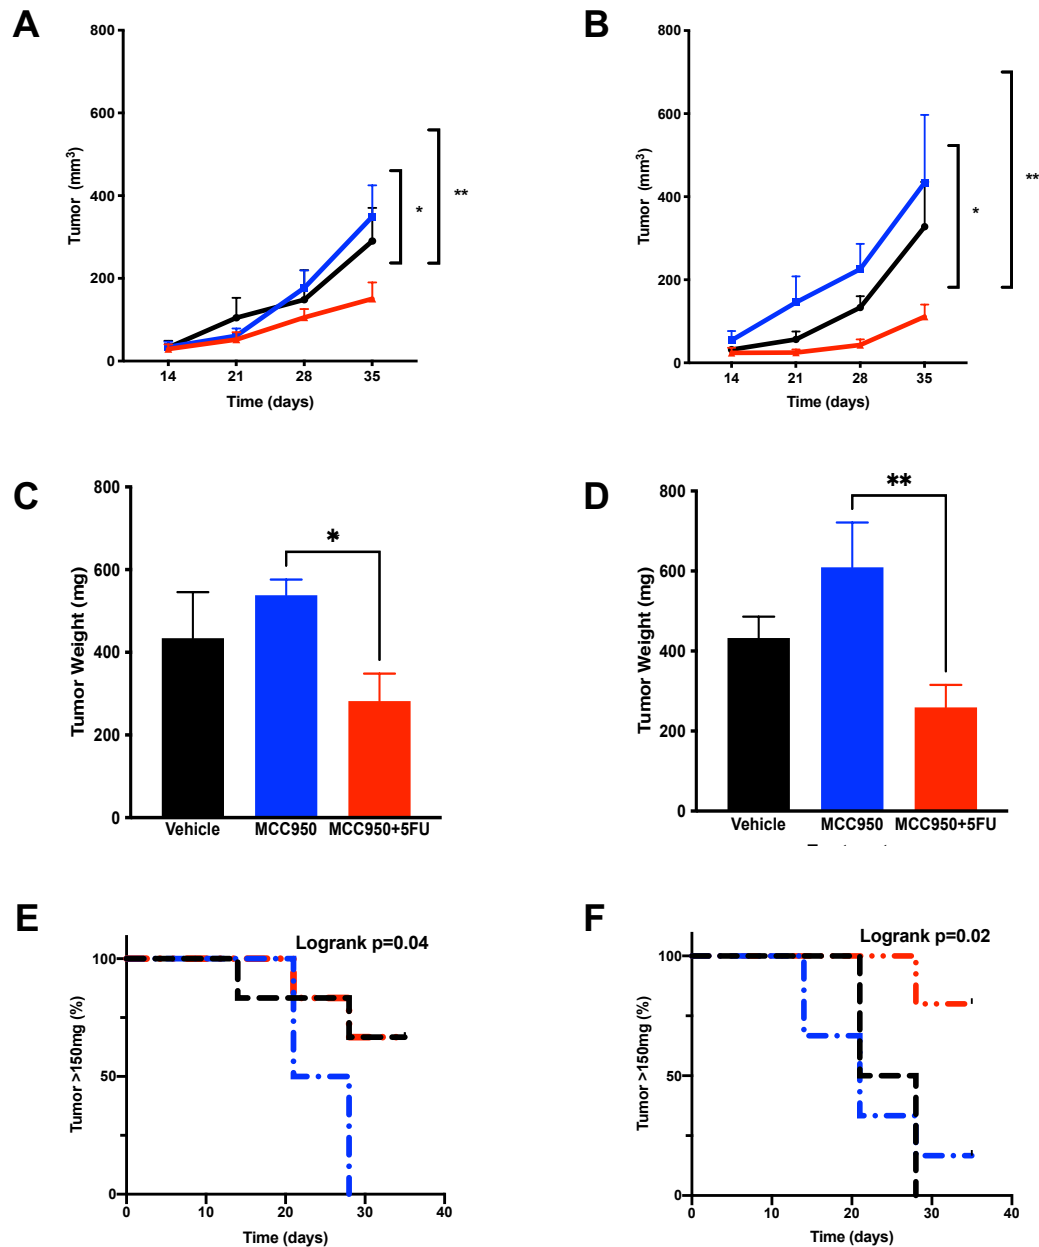 A
800
600
400
200
0
Tumor (mm3)
14 21 28 35
Time (days)
*
**
B
800
600
400
200
0
Tumor (mm3)
14 21 28 35
Time (days)
*
**
C
800
600
400
200
0
Tumor Weight (mg)
*
Vehicle MCC950 MCC950+5FU
D
800
600
400
200
0
Tumor Weight (mg)
**
Vehicle MCC950 MCC950+5FU
E
Logrank p=0.04
100
50
0
Tumor >150mg (%)
0 10 20 30 40
Time (days)
F
Logrank p=0.02
100
50
0
Tumor >150mg (%)
0 10 20 30 40
Time (days)